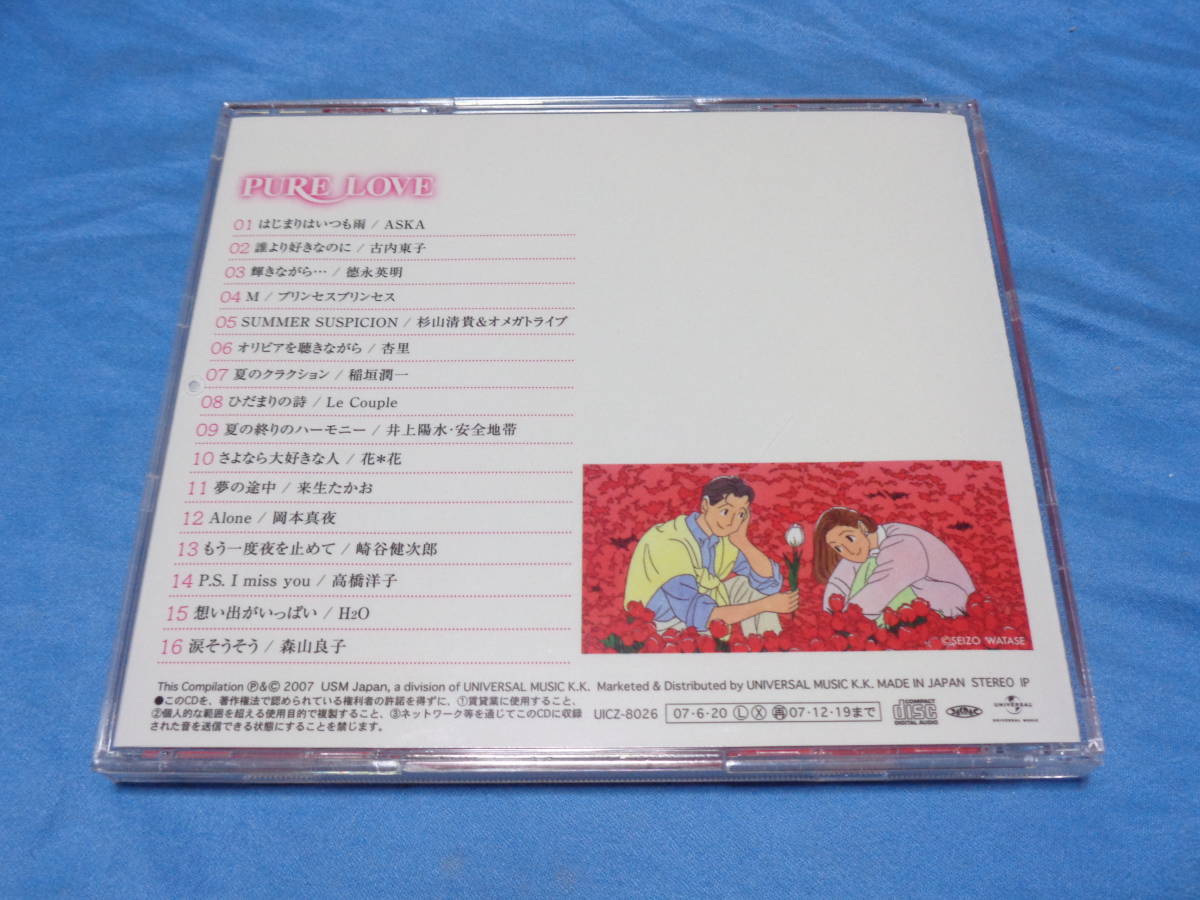 PURE LOVE
01 はじまりはいつも雨 / ASKA
02 誰より好きなのに / 古内東子
03 輝きながら… / 徳永英明
04 M / プリンセスプリンセス
05 SUMMER SUSPICION / 杉山清貴&オメガトライブ
06 オリビアを聴きながら / 杏里
07 夏のクラクション / 稲垣潤一
08 ひだまりの詩 / Le Couple
09 夏の終りのハーモニー / 井上陽水・安全地帯
10 さよなら大好きな人 / 花*花
11 夢の途中 / 来生たかお
12 Alone / 岡本真夜
13 もう一度夜を止めて / 崎谷健次郎
14 P.S. I miss you / 高橋洋子
15 想い出がいっぱい / H2O
16 涙そうそう / 森山良子
©SEIZO WATASE
This Compilation ℗&© 2007 USM Japan, a division of UNIVERSAL MUSIC K.K. Marketed & Distributed by UNIVERSAL MUSIC K.K. MADE IN JAPAN STEREO IP
●このCDを、著作権法で認められている権利者の許諾を得ずに、①賃貸業に使用すること、
②個人的な範囲を超える使用目的で複製すること、③ネットワーク等を通じてこのCDに収録
された音を送信できる状態にすることを禁じます。
UICZ-8026 07・6・20 Ⓛ Ⓧ ㊢07・12・19まで
COMPACT
disc
DIGITAL AUDIO
UNIVERSAL
UNIVERSAL MUSIC